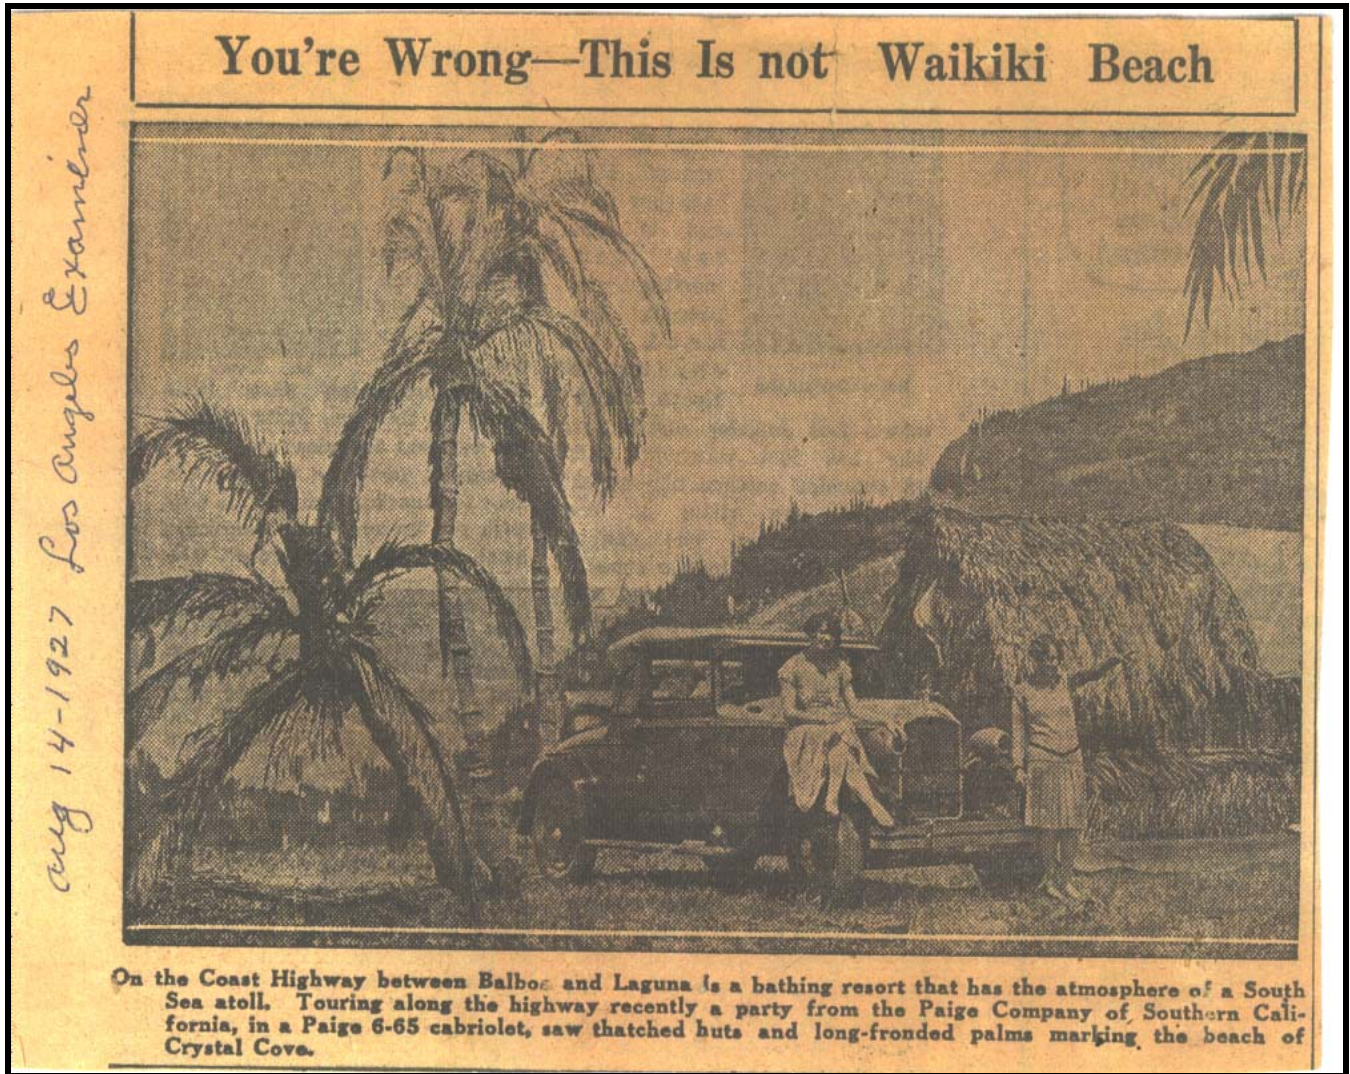 You're Wrong—This Is not Waikiki Beach
Aug 14-1927 Los Angeles Examiner
On the Coast Highway between Balboa and Laguna is a bathing resort that has the atmosphere of a South
Sea atoll. Touring along the highway recently a party from the Paige Company of Southern Cali-
fornia, in a Paige 6-65 cabriolet, saw thatched huts and long-fronded palms marking the beach of
Crystal Cove.